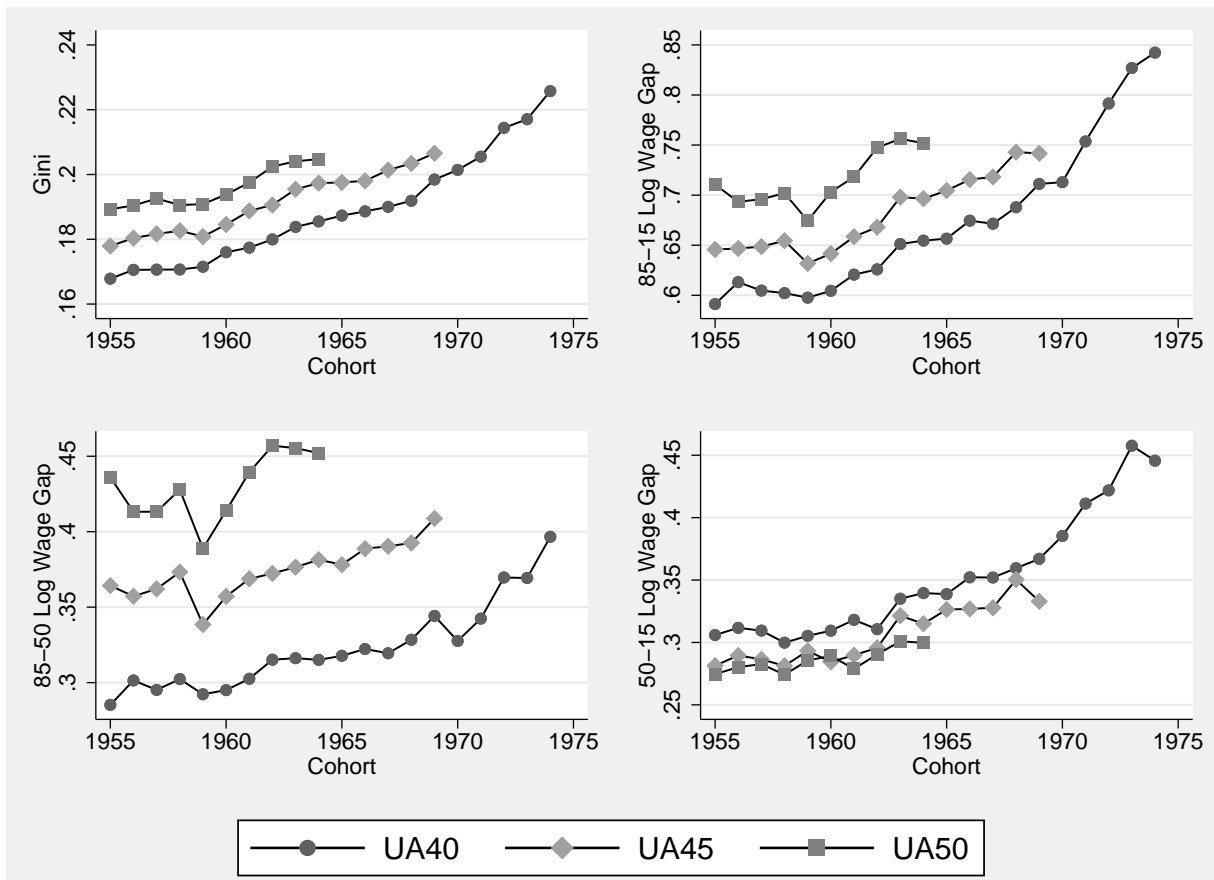 Gini
.24
.22
.2
.18
.16
1955 1960 1965 1970 1975
Cohort
85−15 Log Wage Gap
.85
.8
.75
.7
.65
.6
1955 1960 1965 1970 1975
Cohort
85−50 Log Wage Gap
.45
.4
.35
.3
1955 1960 1965 1970 1975
Cohort
50−15 Log Wage Gap
.45
.4
.35
.3
.25
1955 1960 1965 1970 1975
Cohort
UA40 UA45 UA50